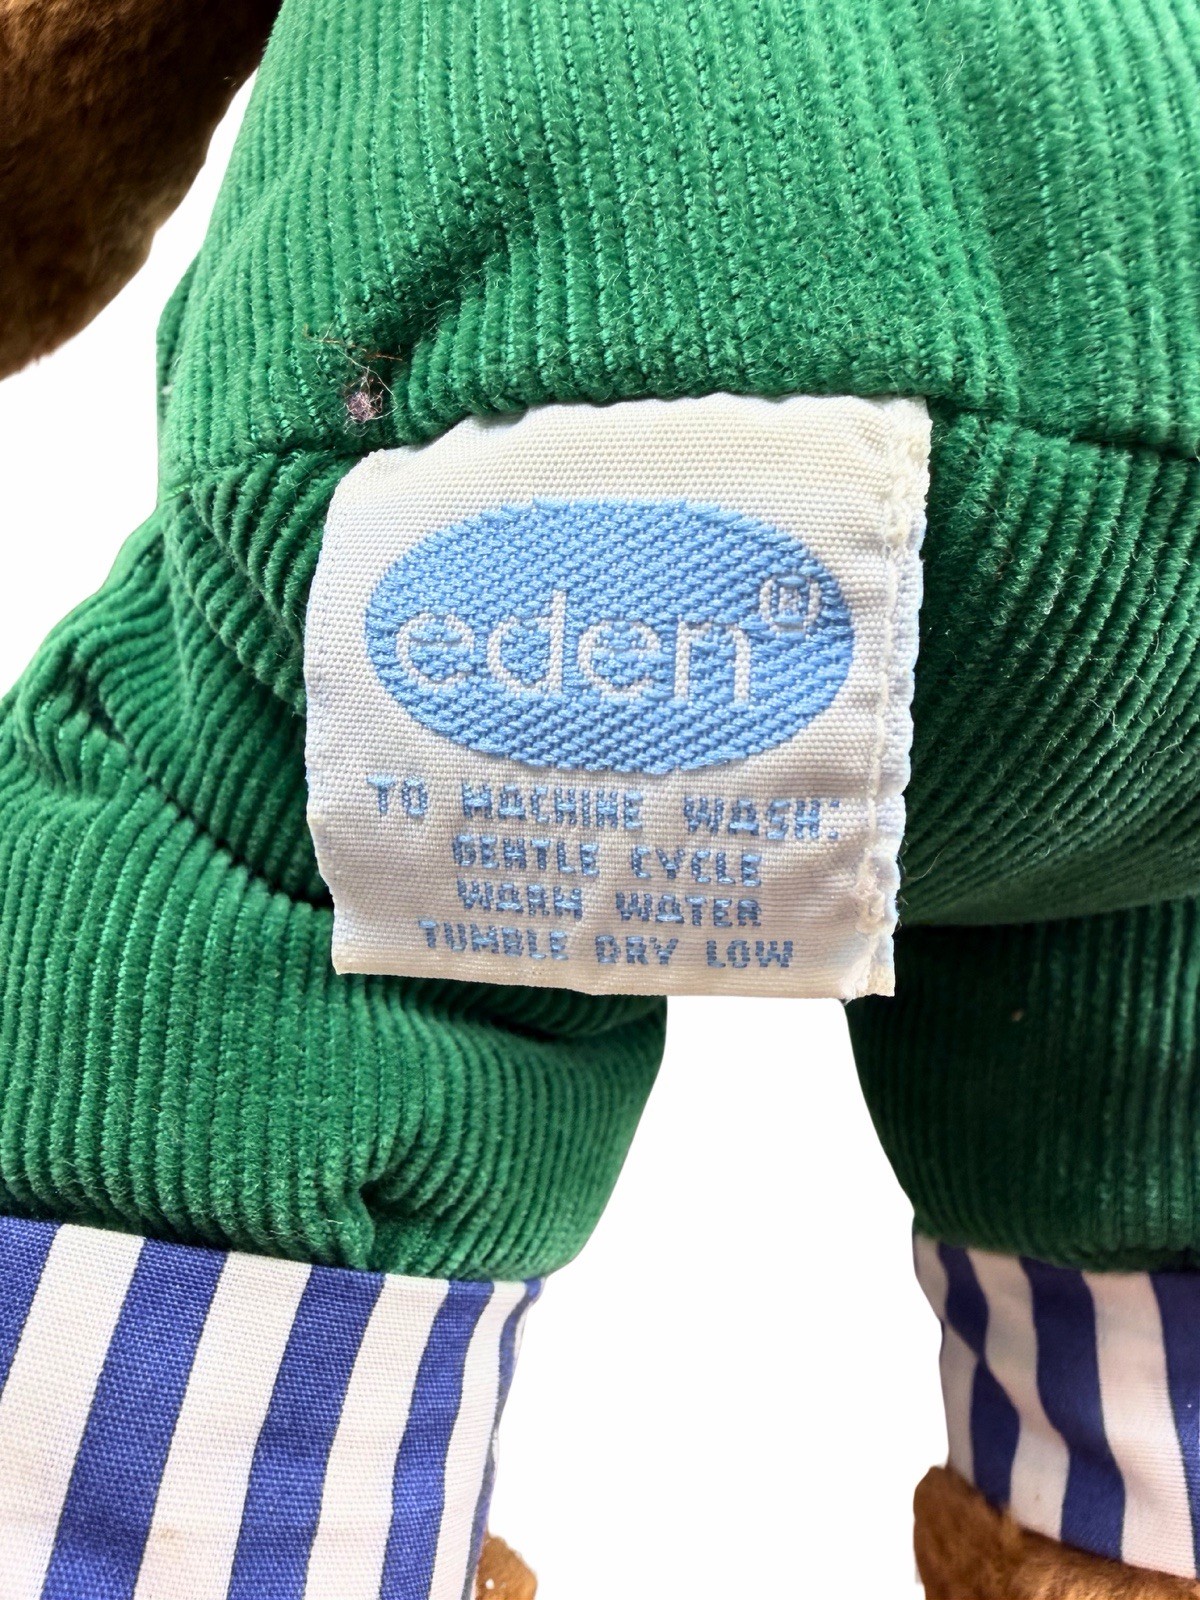 eden®
TO MACHINE WASH:
GENTLE CYCLE
WARM WATER
TUMBLE DRY LOW